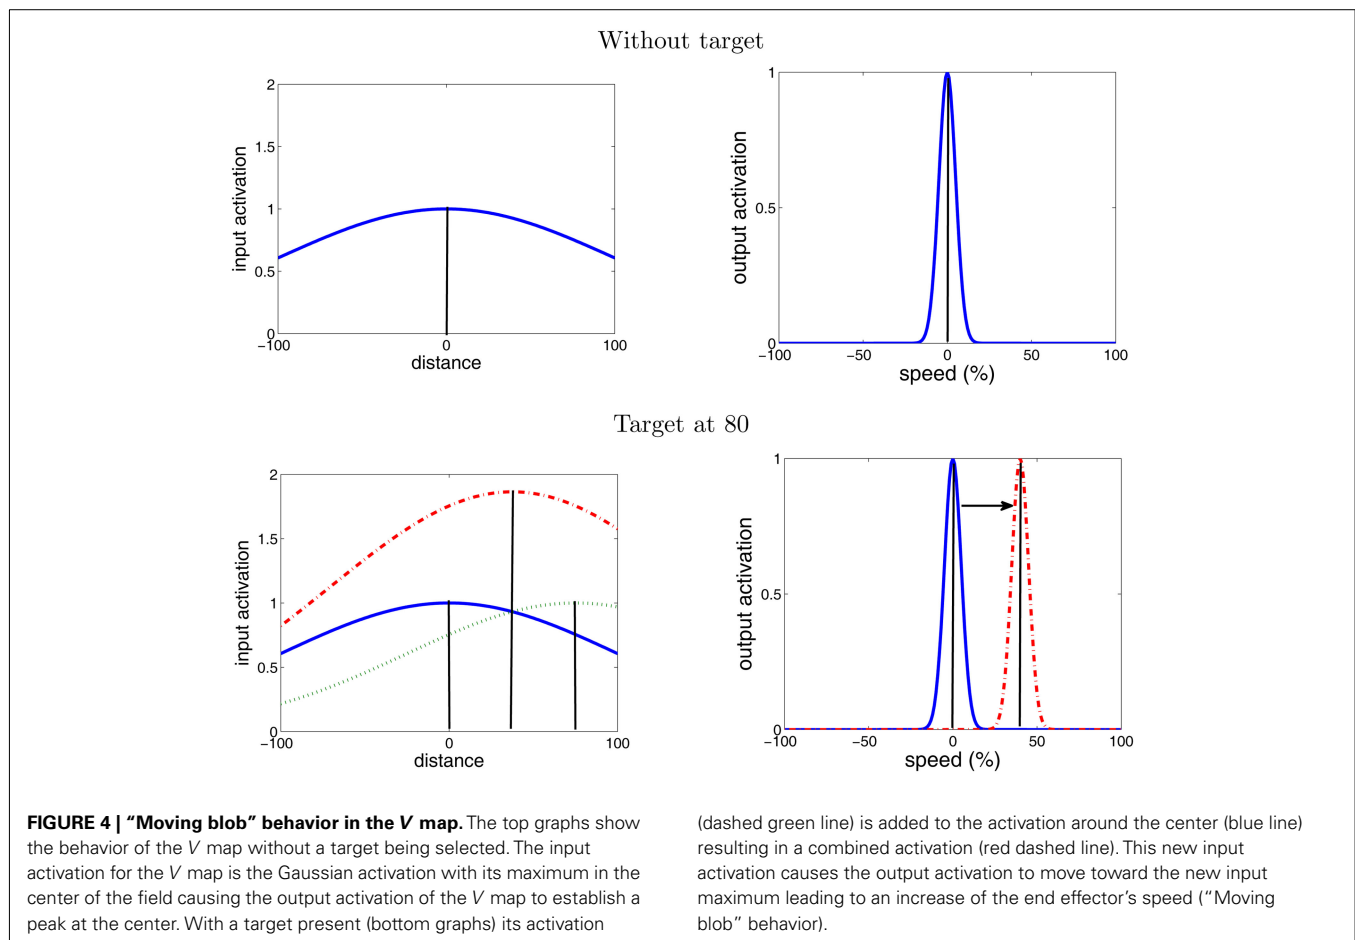 Without target
2
1.5
1
0.5
0
−100
0
100
input activation
distance
1
0.5
0
−100
−50
0
50
100
output activation
speed (%)
Target at 80
2
1.5
1
0.5
0
−100
0
100
input activation
distance
1
0.5
0
−100
−50
0
50
100
output activation
speed (%)
FIGURE 4 | “Moving blob” behavior in the V map. The top graphs show
the behavior of the V map without a target being selected. The input
activation for the V map is the Gaussian activation with its maximum in the
center of the field causing the output activation of the V map to establish a
peak at the center. With a target present (bottom graphs) its activation
(dashed green line) is added to the activation around the center (blue line)
resulting in a combined activation (red dashed line). This new input
activation causes the output activation to move toward the new input
maximum leading to an increase of the end effector’s speed (“Moving
blob” behavior).